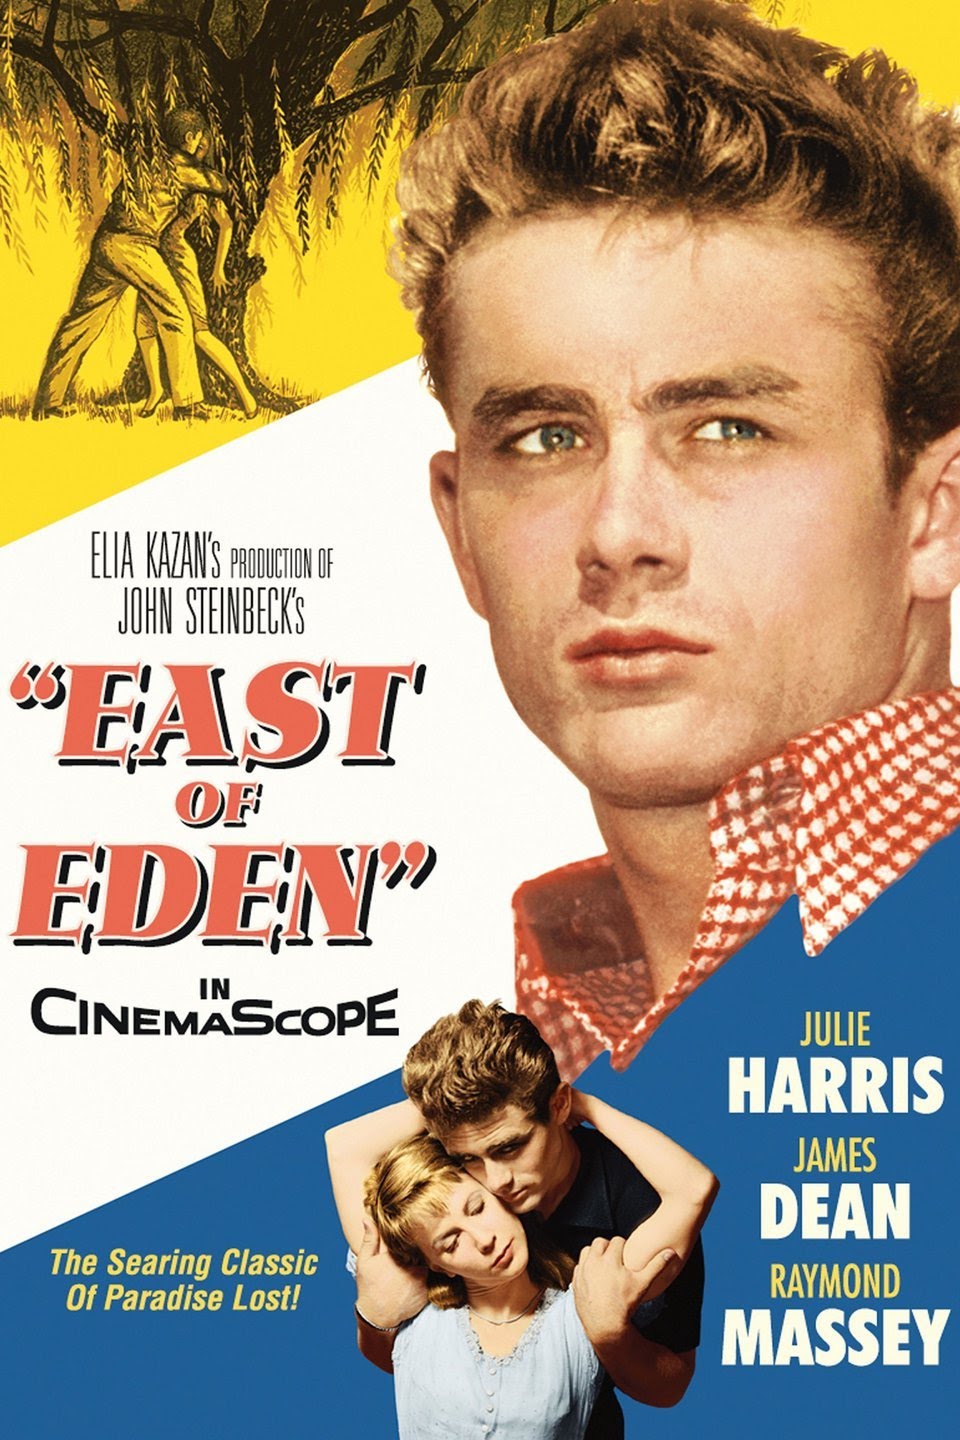 ELIA KAZAN'S PRODUCTION OF
JOHN STEINBECK'S
"EAST
OF
EDEN"
IN
CINEMASCOPE
JULIE
HARRIS
JAMES
DEAN
RAYMOND
MASSEY
The Searing Classic
Of Paradise Lost!